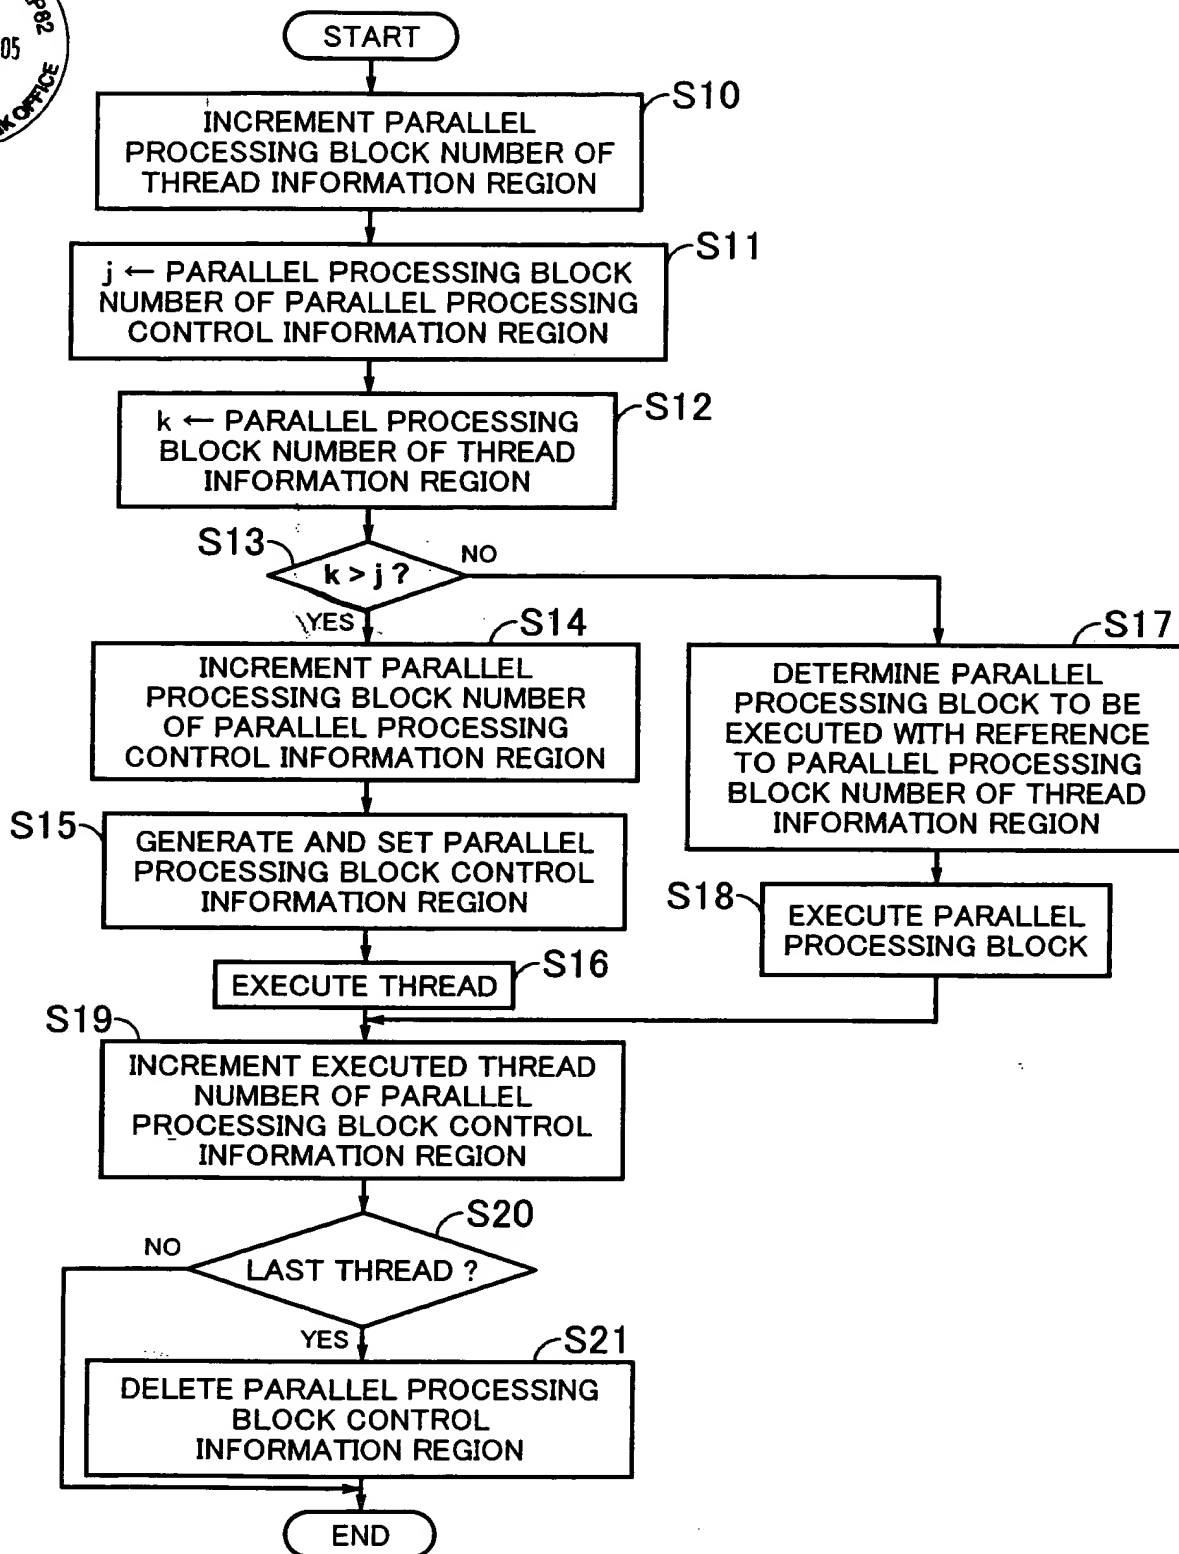 P82
05
OFFICE
START
S10
INCREMENT PARALLEL
PROCESSING BLOCK NUMBER OF
THREAD INFORMATION REGION
S11
j ← PARALLEL PROCESSING BLOCK
NUMBER OF PARALLEL PROCESSING
CONTROL INFORMATION REGION
S12
k ← PARALLEL PROCESSING
BLOCK NUMBER OF THREAD
INFORMATION REGION
S13
k > j ?
NO
YES
S14
INCREMENT PARALLEL
PROCESSING BLOCK NUMBER
OF PARALLEL PROCESSING
CONTROL INFORMATION REGION
S17
DETERMINE PARALLEL
PROCESSING BLOCK TO BE
EXECUTED WITH REFERENCE
TO PARALLEL PROCESSING
BLOCK NUMBER OF THREAD
INFORMATION REGION
S15
GENERATE AND SET PARALLEL
PROCESSING BLOCK CONTROL
INFORMATION REGION
S18
EXECUTE PARALLEL
PROCESSING BLOCK
S16
EXECUTE THREAD
S19
INCREMENT EXECUTED THREAD
NUMBER OF PARALLEL
PROCESSING BLOCK CONTROL
INFORMATION REGION
S20
LAST THREAD ?
NO
YES
S21
DELETE PARALLEL PROCESSING
BLOCK CONTROL
INFORMATION REGION
END